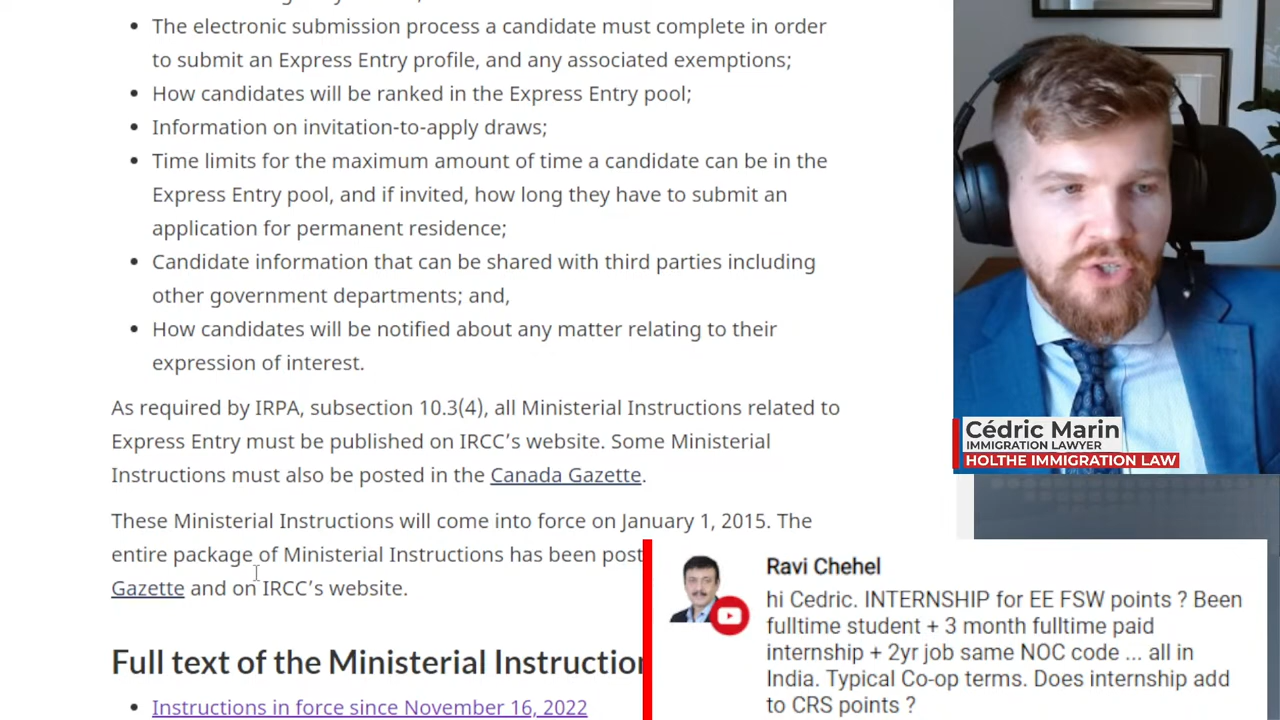 The electronic submission process a candidate must complete in order
to submit an Express Entry profile, and any associated exemptions;
How candidates will be ranked in the Express Entry pool;
Information on invitation-to-apply draws;
Time limits for the maximum amount of time a candidate can be in the
Express Entry pool, and if invited, how long they have to submit an
application for permanent residence;
Candidate information that can be shared with third parties including
other government departments; and,
How candidates will be notified about any matter relating to their
expression of interest.
As required by IRPA, subsection 10.3(4), all Ministerial Instructions related to
Express Entry must be published on IRCC’s website. Some Ministerial
Instructions must also be posted in the Canada Gazette.
These Ministerial Instructions will come into force on January 1, 2015. The
entire package of Ministerial Instructions has been post
Gazette and on IRCC’s website.
Full text of the Ministerial Instruction
Instructions in force since November 16, 2022
Cédric Marin
IMMIGRATION LAWYER
HOLTHE IMMIGRATION LAW
Ravi Chehel
hi Cedric. INTERNSHIP for EE FSW points ? Been
fulltime student + 3 month fulltime paid
internship + 2yr job same NOC code ... all in
India. Typical Co-op terms. Does internship add
to CRS points ?